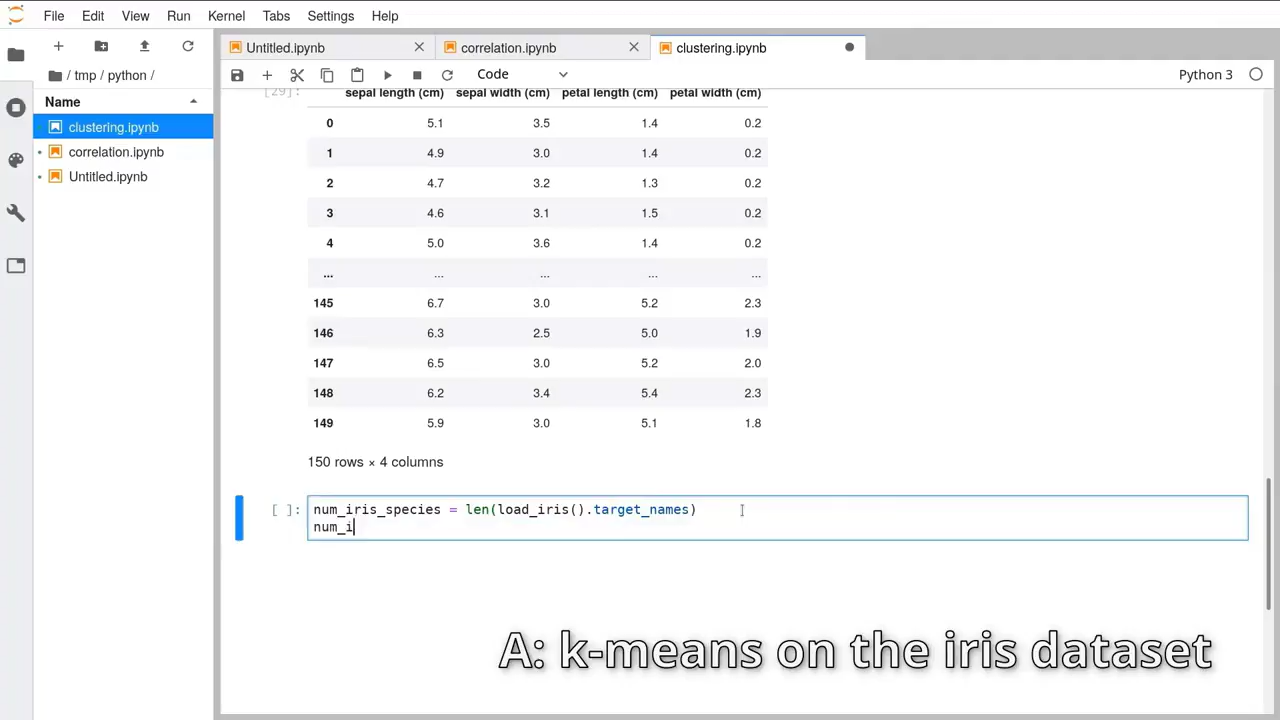 File Edit View Run Kernel Tabs Settings Help
Untitled.ipynb
correlation.ipynb
clustering.ipynb
/ tmp / python /
Code
Python 3
Name
clustering.ipynb
correlation.ipynb
Untitled.ipynb
[29]:
sepal length (cm) sepal width (cm) petal length (cm) petal width (cm)
0 5.1 3.5 1.4 0.2
1 4.9 3.0 1.4 0.2
2 4.7 3.2 1.3 0.2
3 4.6 3.1 1.5 0.2
4 5.0 3.6 1.4 0.2
... ... ... ... ...
145 6.7 3.0 5.2 2.3
146 6.3 2.5 5.0 1.9
147 6.5 3.0 5.2 2.0
148 6.2 3.4 5.4 2.3
149 5.9 3.0 5.1 1.8
150 rows × 4 columns
[ ]: num_iris_species = len(load_iris().target_names)
num_i
A: k-means on the iris dataset